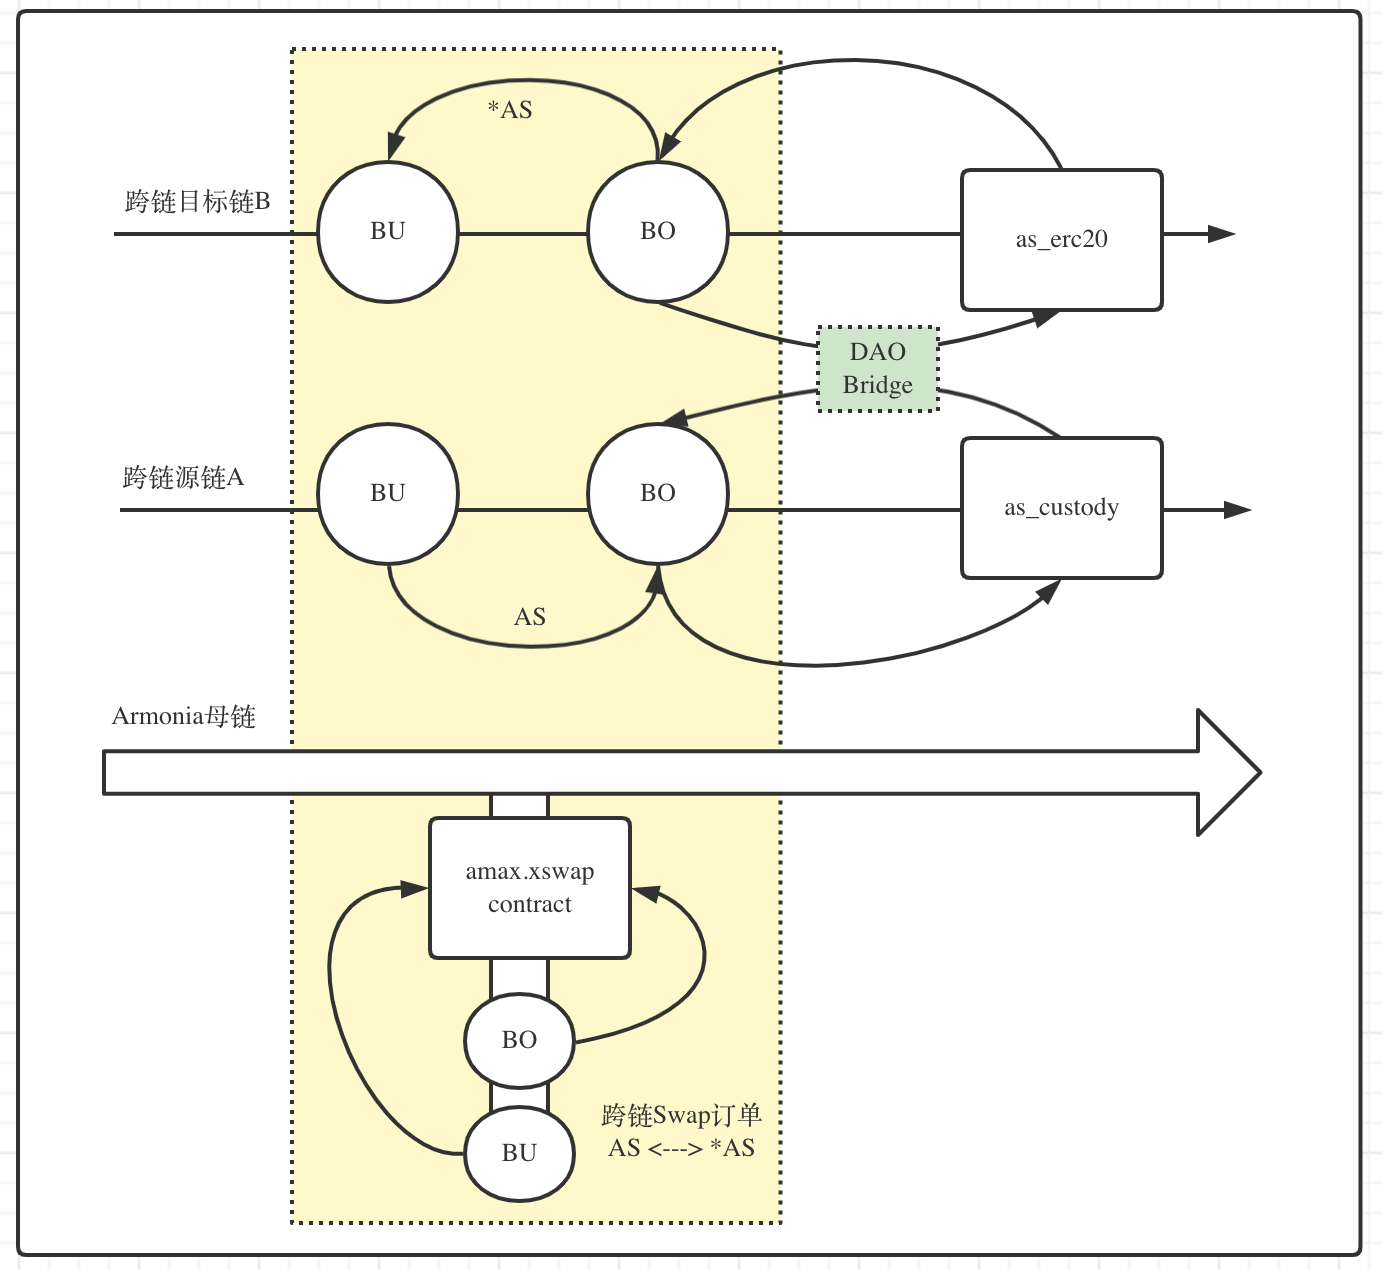 *AS
跨链目标链B
BU
BO
as_erc20
DAO
Bridge
跨链源链A
BU
BO
as_custody
AS
Armonia母链
amax.xswap
contract
BO
跨链Swap订单
AS <---> *AS
BU